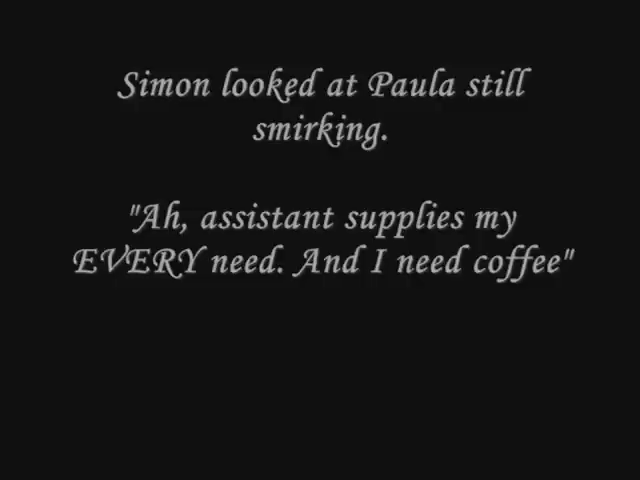 Simon looked at Paula still
smirking.
"Ah, assistant supplies my
EVERY need. And I need coffee"